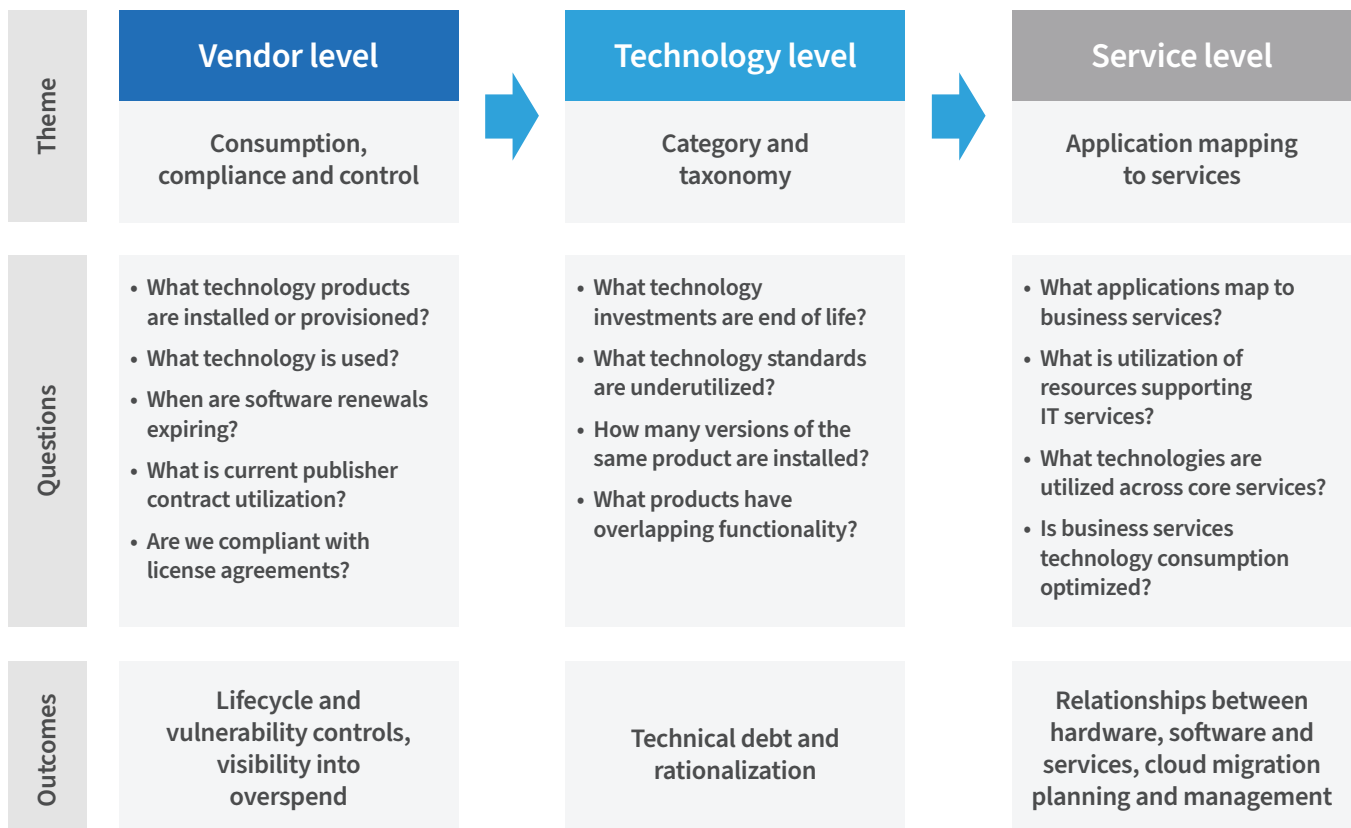 Theme
Vendor level
Consumption,
compliance and control
Technology level
Category and
taxonomy
Service level
Application mapping
to services
Questions
• What technology products
are installed or provisioned?
• What technology is used?
• When are software renewals
expiring?
• What is current publisher
contract utilization?
• Are we compliant with
license agreements?
• What technology
investments are end of life?
• What technology standards
are underutilized?
• How many versions of the
same product are installed?
• What products have
overlapping functionality?
• What applications map to
business services?
• What is utilization of
resources supporting
IT services?
• What technologies are
utilized across core services?
• Is business services
technology consumption
optimized?
Outcomes
Lifecycle and
vulnerability controls,
visibility into
overspend
Technical debt and
rationalization
Relationships between
hardware, software and
services, cloud migration
planning and management